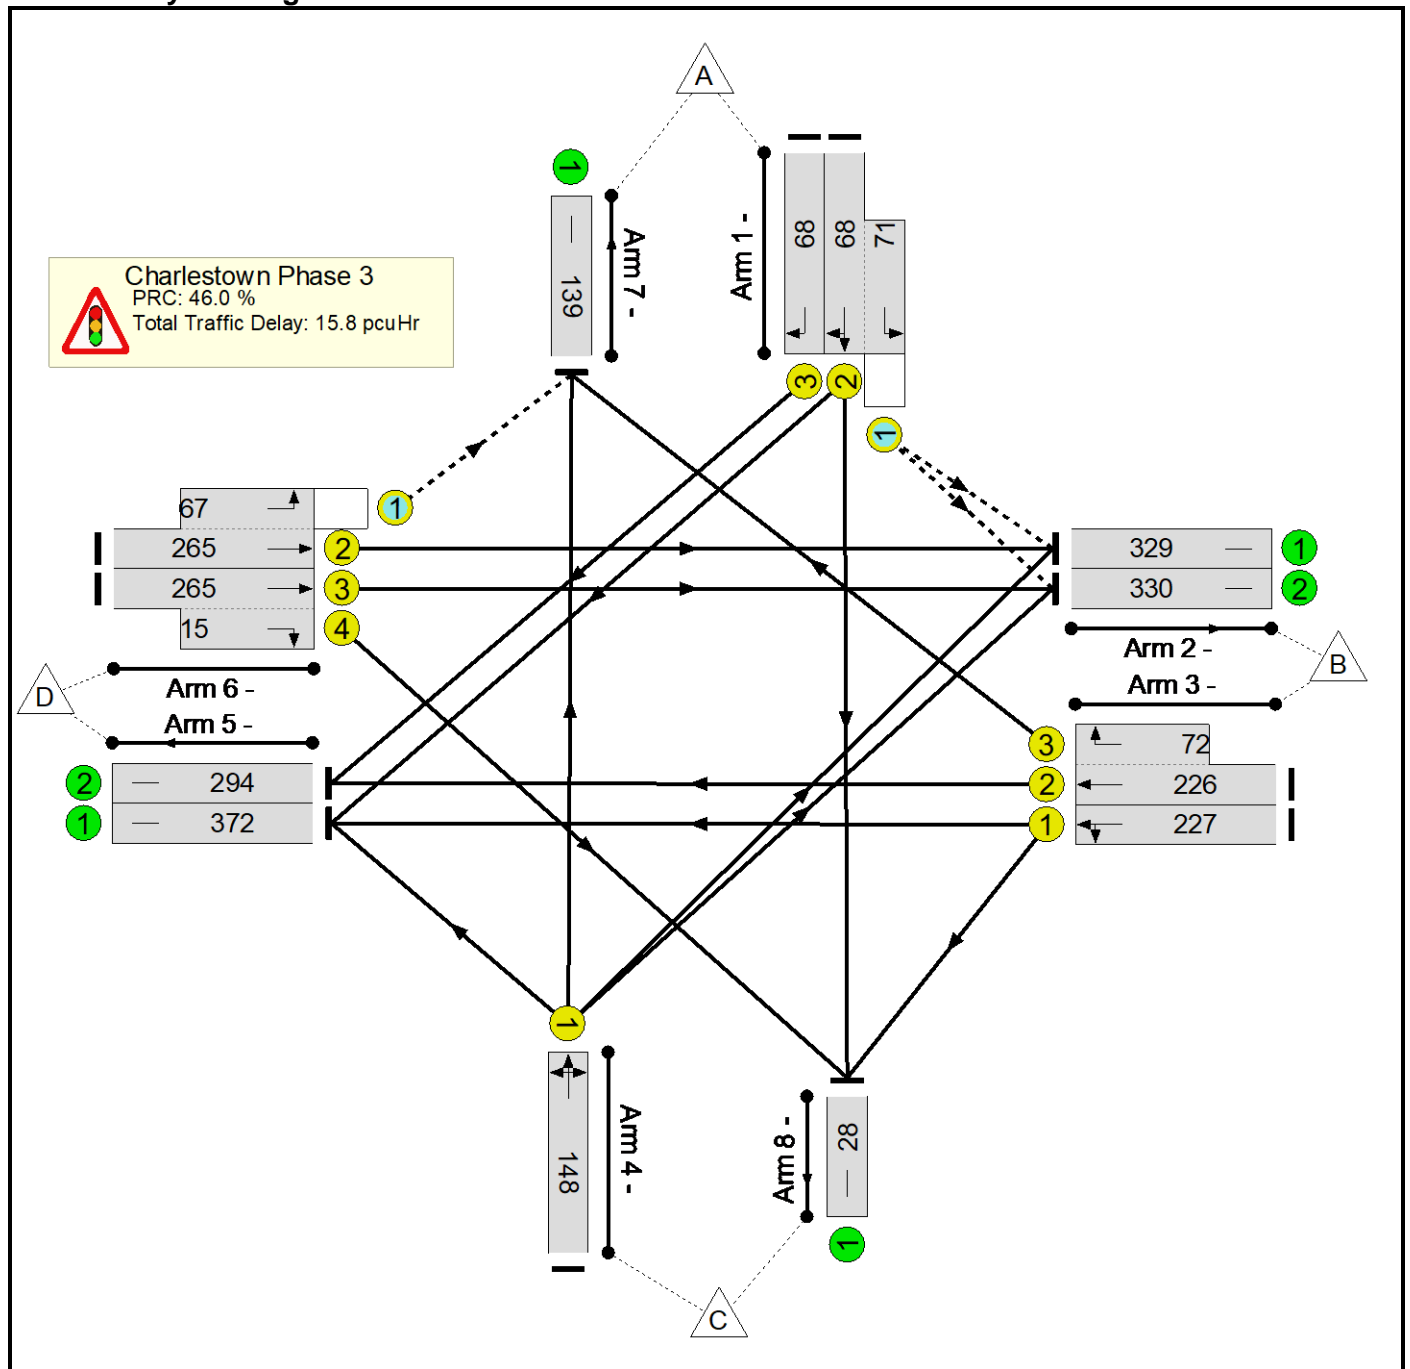 A
1
Arm 7 -
139
Arm 1 -
68
68
71
3
2
1
Charlestown Phase 3
PRC: 46.0 %
Total Traffic Delay: 15.8 pcuHr
67
1
265
2
265
3
15
4
329
1
330
2
Arm 2 -
Arm 3 -
B
D
Arm 6 -
Arm 5 -
3
72
2
226
1
227
2
294
1
372
1
Arm 4 -
148
Arm 8 -
28
1
C